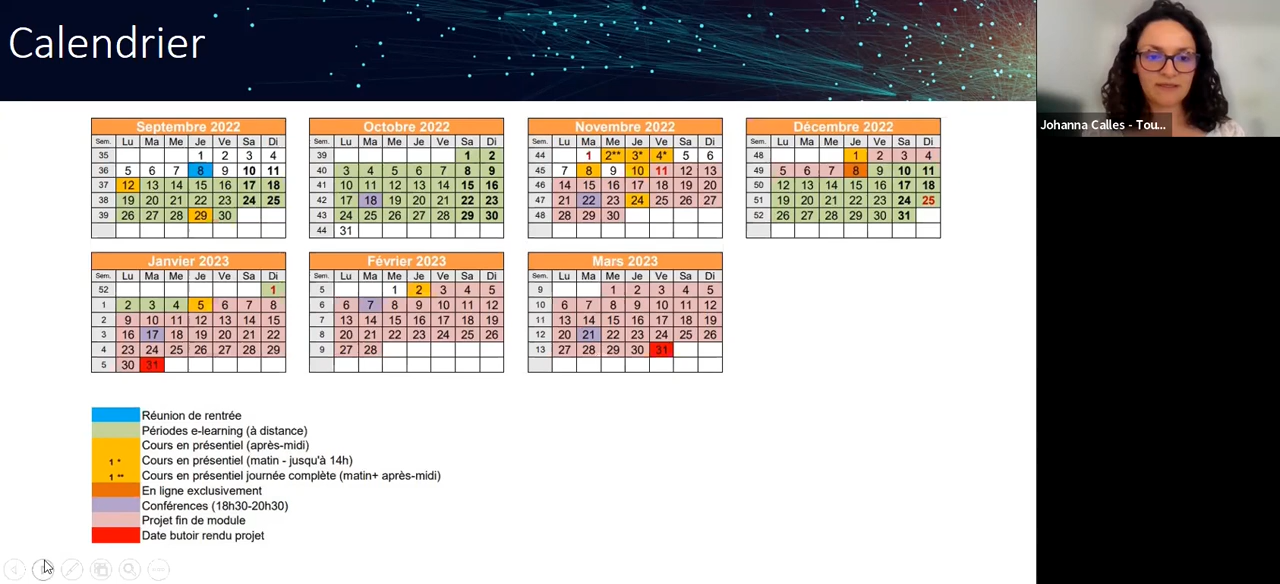 Calendrier
Johanna Calles - Tou...
Septembre 2022
Sem. Lu Ma Me Je Ve Sa Di
35 1 2 3 4
36 5 6 7 8 9 10 11
37 12 13 14 15 16 17 18
38 19 20 21 22 23 24 25
39 26 27 28 29 30
Octobre 2022
Sem. Lu Ma Me Je Ve Sa Di
39 1 2
40 3 4 5 6 7 8 9
41 10 11 12 13 14 15 16
42 17 18 19 20 21 22 23
43 24 25 26 27 28 29 30
44 31
Novembre 2022
Sem. Lu Ma Me Je Ve Sa Di
44 1 2** 3* 4* 5 6
45 7 8 9 10 11 12 13
46 14 15 16 17 18 19 20
47 21 22 23 24 25 26 27
48 28 29 30
Décembre 2022
Sem. Lu Ma Me Je Ve Sa Di
48 1 2 3 4
49 5 6 7 8 9 10 11
50 12 13 14 15 16 17 18
51 19 20 21 22 23 24 25
52 26 27 28 29 30 31
Janvier 2023
Sem. Lu Ma Me Je Ve Sa Di
52 1
1 2 3 4 5 6 7 8
2 9 10 11 12 13 14 15
3 16 17 18 19 20 21 22
4 23 24 25 26 27 28 29
5 30 31
Février 2023
Sem. Lu Ma Me Je Ve Sa Di
5 1 2 3 4 5
6 6 7 8 9 10 11 12
7 13 14 15 16 17 18 19
8 20 21 22 23 24 25 26
9 27 28
Mars 2023
Sem. Lu Ma Me Je Ve Sa Di
9 1 2 3 4 5
10 6 7 8 9 10 11 12
11 13 14 15 16 17 18 19
12 20 21 22 23 24 25 26
13 27 28 29 30 31
Réunion de rentrée
Périodes e-learning (à distance)
Cours en présentiel (après-midi)
1 * Cours en présentiel (matin - jusqu'à 14h)
1 ** Cours en présentiel journée complète (matin+ après-midi)
En ligne exclusivement
Conférences (18h30-20h30)
Projet fin de module
Date butoir rendu projet